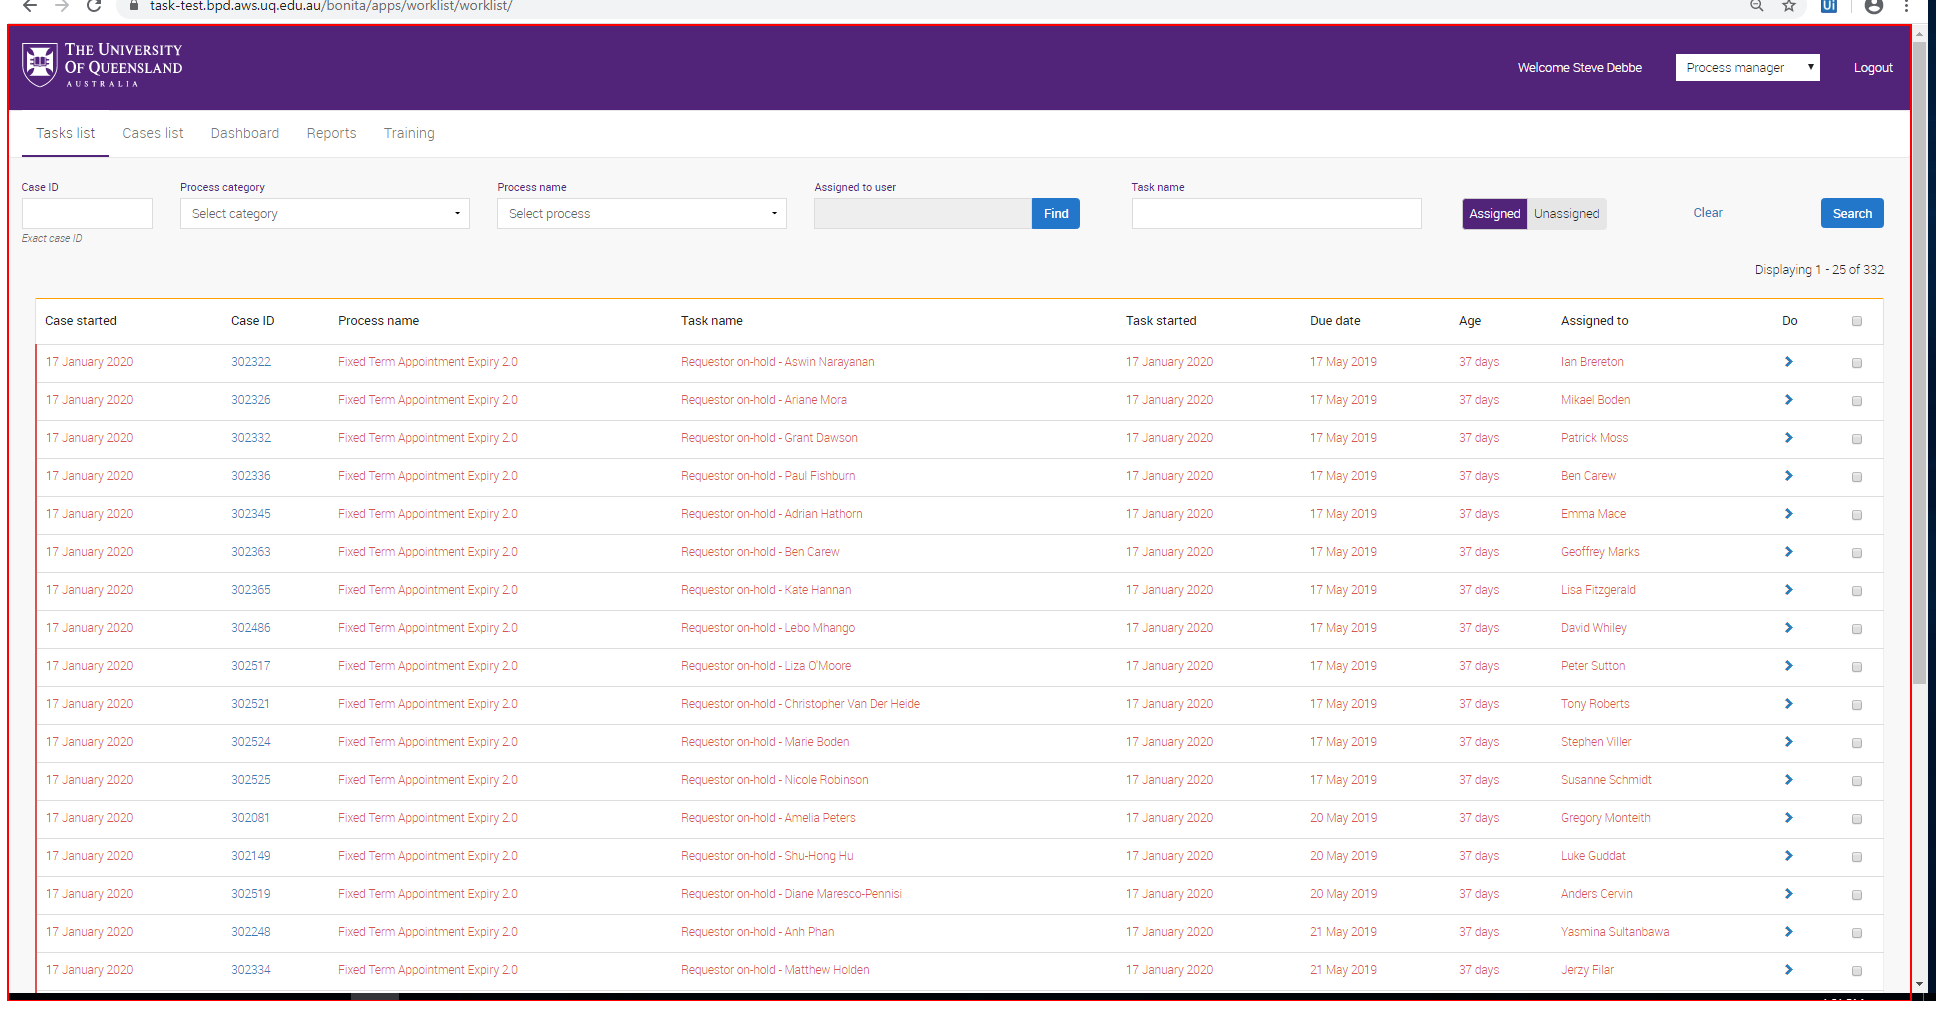 task-test.bpd.aws.uq.edu.au/bonita/apps/worklist/worklist/
Ui
THE UNIVERSITY
OF QUEENSLAND
AUSTRALIA
Welcome Steve Debbe
Process manager
Logout
Tasks list Cases list Dashboard Reports Training
Case ID Process category Process name Assigned to user Task name
Select category Select process Find Assigned Unassigned Clear Search
Exact case ID
Displaying 1 - 25 of 332
Case started Case ID Process name Task name Task started Due date Age Assigned to Do
17 January 2020 302322 Fixed Term Appointment Expiry 2.0 Requestor on-hold - Aswin Narayanan 17 January 2020 17 May 2019 37 days Ian Brereton
17 January 2020 302326 Fixed Term Appointment Expiry 2.0 Requestor on-hold - Ariane Mora 17 January 2020 17 May 2019 37 days Mikael Boden
17 January 2020 302332 Fixed Term Appointment Expiry 2.0 Requestor on-hold - Grant Dawson 17 January 2020 17 May 2019 37 days Patrick Moss
17 January 2020 302336 Fixed Term Appointment Expiry 2.0 Requestor on-hold - Paul Fishburn 17 January 2020 17 May 2019 37 days Ben Carew
17 January 2020 302345 Fixed Term Appointment Expiry 2.0 Requestor on-hold - Adrian Hathorn 17 January 2020 17 May 2019 37 days Emma Mace
17 January 2020 302363 Fixed Term Appointment Expiry 2.0 Requestor on-hold - Ben Carew 17 January 2020 17 May 2019 37 days Geoffrey Marks
17 January 2020 302365 Fixed Term Appointment Expiry 2.0 Requestor on-hold - Kate Hannan 17 January 2020 17 May 2019 37 days Lisa Fitzgerald
17 January 2020 302486 Fixed Term Appointment Expiry 2.0 Requestor on-hold - Lebo Mhango 17 January 2020 17 May 2019 37 days David Whiley
17 January 2020 302517 Fixed Term Appointment Expiry 2.0 Requestor on-hold - Liza O'Moore 17 January 2020 17 May 2019 37 days Peter Sutton
17 January 2020 302521 Fixed Term Appointment Expiry 2.0 Requestor on-hold - Christopher Van Der Heide 17 January 2020 17 May 2019 37 days Tony Roberts
17 January 2020 302524 Fixed Term Appointment Expiry 2.0 Requestor on-hold - Marie Boden 17 January 2020 17 May 2019 37 days Stephen Viller
17 January 2020 302525 Fixed Term Appointment Expiry 2.0 Requestor on-hold - Nicole Robinson 17 January 2020 17 May 2019 37 days Susanne Schmidt
17 January 2020 302081 Fixed Term Appointment Expiry 2.0 Requestor on-hold - Amelia Peters 17 January 2020 20 May 2019 37 days Gregory Monteith
17 January 2020 302149 Fixed Term Appointment Expiry 2.0 Requestor on-hold - Shu-Hong Hu 17 January 2020 20 May 2019 37 days Luke Guddat
17 January 2020 302519 Fixed Term Appointment Expiry 2.0 Requestor on-hold - Diane Maresco-Pennisi 17 January 2020 20 May 2019 37 days Anders Cervin
17 January 2020 302248 Fixed Term Appointment Expiry 2.0 Requestor on-hold - Anh Phan 17 January 2020 21 May 2019 37 days Yasmina Sultanbawa
17 January 2020 302334 Fixed Term Appointment Expiry 2.0 Requestor on-hold - Matthew Holden 17 January 2020 21 May 2019 37 days Jerzy Filar